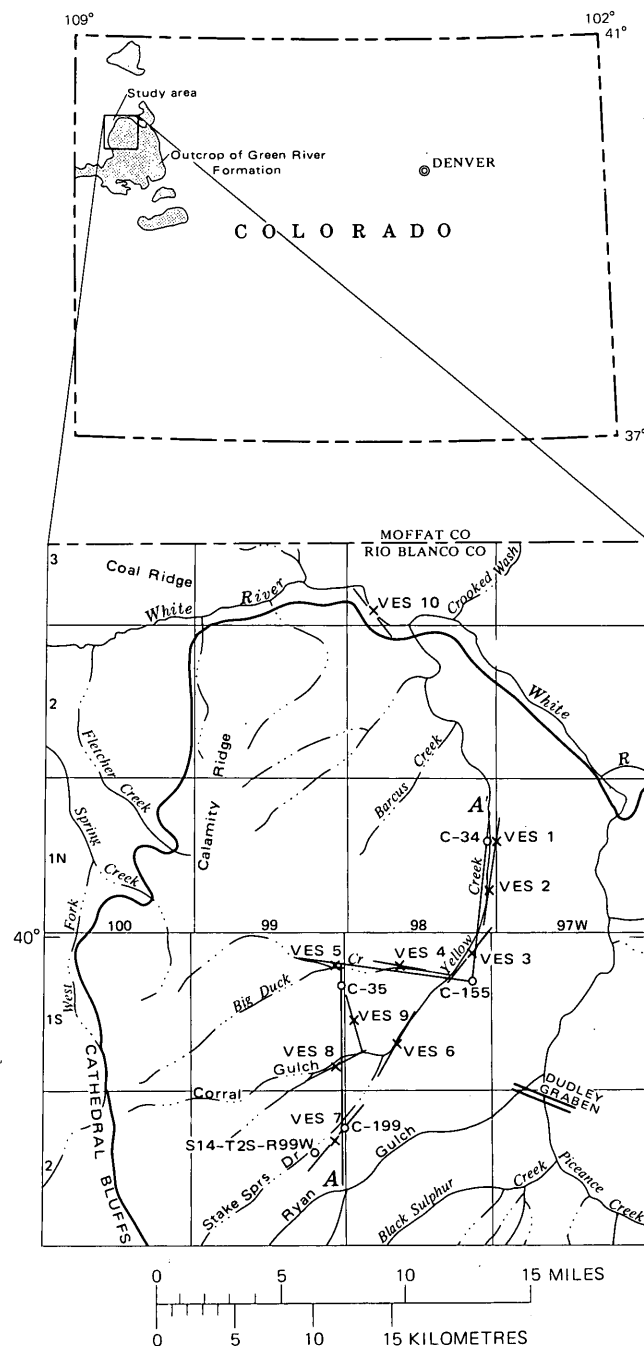 109°
102°
41°
Study area
Outcrop of Green River
Formation
DENVER
COLORADO
37°
MOFFAT CO
RIO BLANCO CO
3
Coal Ridge
White River
VES 10
Crooked Wash
2
White
R
Fletcher
Creek
Calamity Ridge
Barcus Creek
A'
Spring
Creek
C-34
VES 1
1N
Creek
VES 2
100
99
98
97W
40°
Fork
West
VES 5
Cr
VES 4
Yellow
VES 3
Big Duck
C-35
C-155
1S
VES 9
VES 8
VES 6
Gulch
Corral
DUDLEY
GRABEN
CATHEDRAL BLUFFS
VES 7
C-199
S14-T2S-R99W
Gulch
2
Dr
A
Stake Sprs
Ryan
Black Sulphur
Creek
Piceance
Creek
0 5 10 15 MILES
0 5 10 15 KILOMETRES